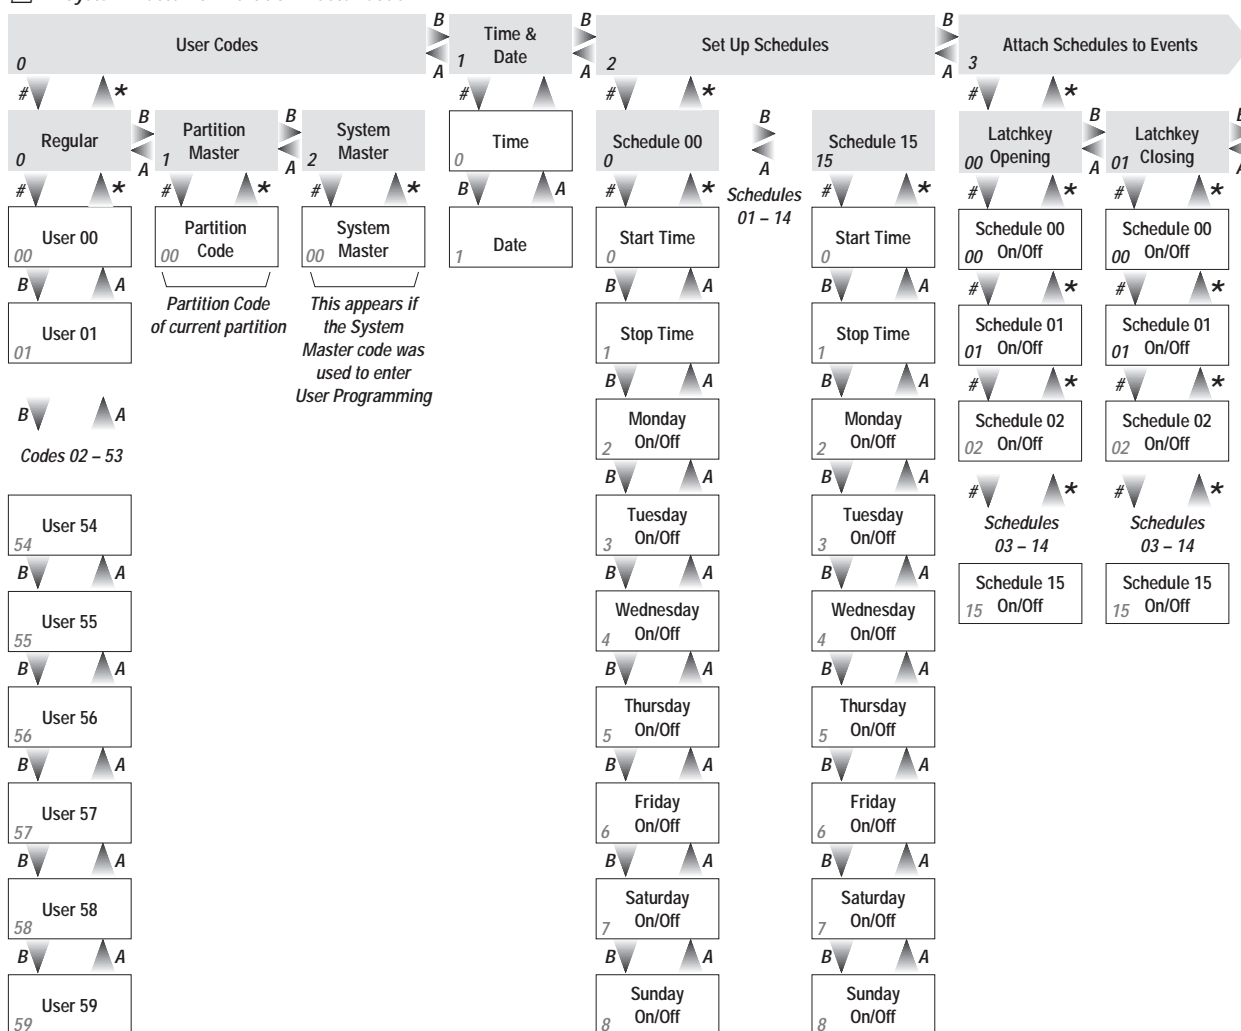 User Codes
0
B
A
Time &
Date
1
B
A
Set Up Schedules
2
B
A
Attach Schedules to Events
3
#
*
#
#
*
#
*
Regular
0
B
A
Partition
Master
1
B
A
System
Master
2
Time
0
Schedule 00
0
B
A
Schedules
01 – 14
Schedule 15
15
Latchkey
Opening
00
B
A
Latchkey
Closing
01
B
A
#
*
#
*
#
*
B
A
#
*
#
*
#
*
#
*
User 00
00
Partition
Code
00
System
Master
00
Date
1
Start Time
0
Start Time
0
Schedule 00
On/Off
00
Schedule 00
On/Off
00
B
A
Partition Code
of current partition
This appears if
the System
Master code was
used to enter
User Programming
B
A
B
A
#
*
#
*
User 01
01
Stop Time
1
Stop Time
1
Schedule 01
On/Off
01
Schedule 01
On/Off
01
B
A
B
A
B
A
#
*
#
*
Codes 02 – 53
Monday
On/Off
2
Monday
On/Off
2
Schedule 02
On/Off
02
Schedule 02
On/Off
02
B
A
B
A
#
*
#
*
User 54
54
Tuesday
On/Off
3
Tuesday
On/Off
3
Schedules
03 – 14
Schedules
03 – 14
B
A
B
A
B
A
User 55
55
Wednesday
On/Off
4
Wednesday
On/Off
4
Schedule 15
On/Off
15
Schedule 15
On/Off
15
B
A
B
A
B
A
User 56
56
Thursday
On/Off
5
Thursday
On/Off
5
B
A
B
A
B
A
User 57
57
Friday
On/Off
6
Friday
On/Off
6
B
A
B
A
B
A
User 58
58
Saturday
On/Off
7
Saturday
On/Off
7
B
A
B
A
B
A
User 59
59
Sunday
On/Off
8
Sunday
On/Off
8